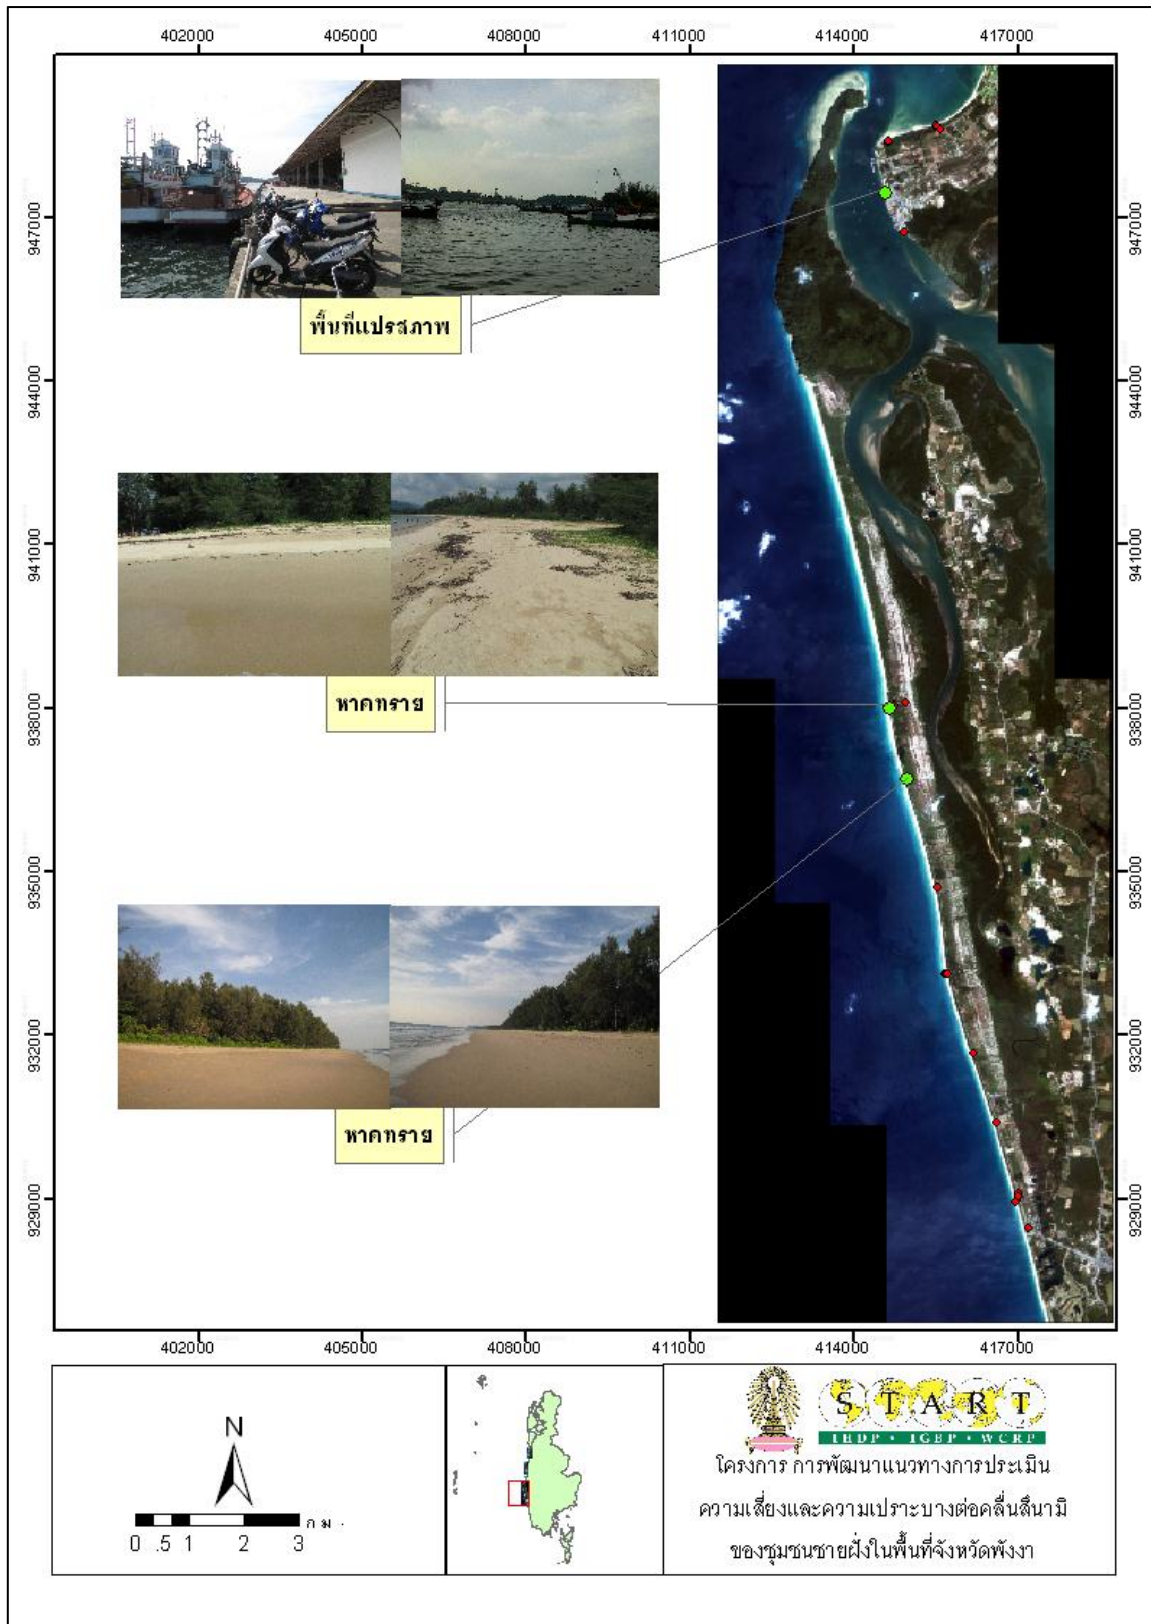 402000 405000 408000 411000 414000 417000
947000 947000
พื้นที่แปรสภาพ
944000 944000
941000 941000
หาดทราย
938000 938000
935000 935000
932000 932000
หาดทราย
929000 929000
402000 405000 408000 411000 414000 417000
N
กม.
0 .5 1 2 3
START
IHDP • IGBP • WCRP
โครงการ การพัฒนาแนวทางการประเมิน
ความเสี่ยงและความเปราะบางต่อคลื่นสึนามิ
ของชุมชนชายฝั่งในพื้นที่จังหวัดพังงา